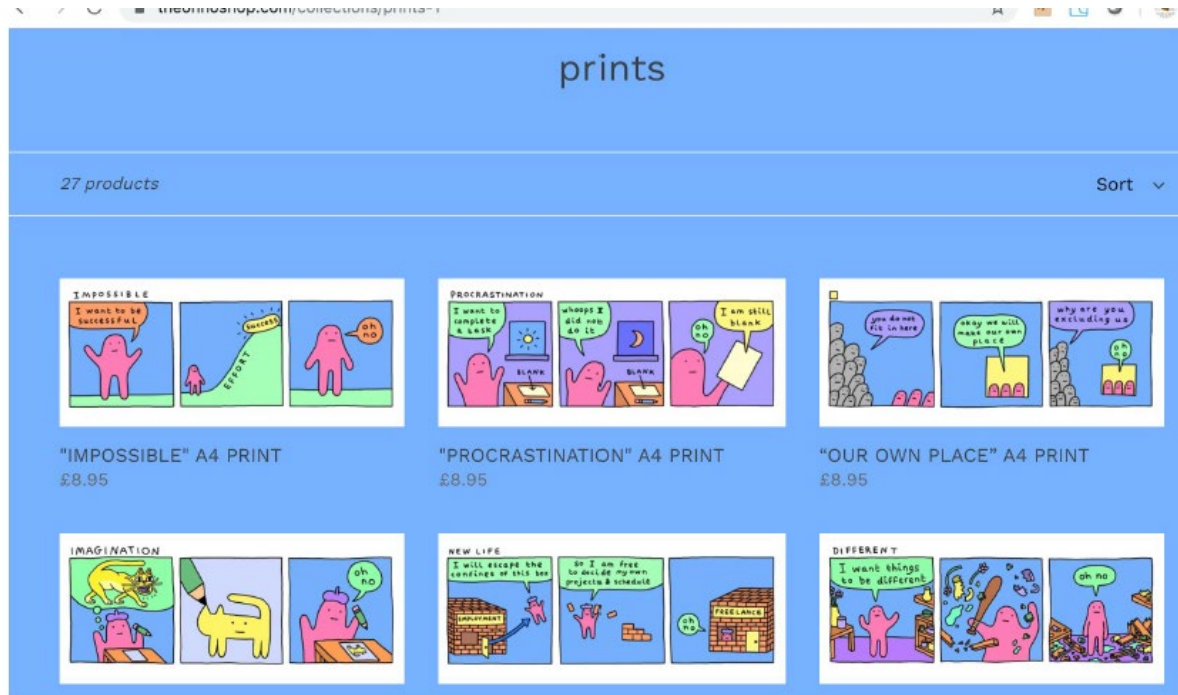 theohnoshop.com/collections/prints-1
prints
27 products
Sort
IMPOSSIBLE
I want to be
successful
EFFORT
success
oh
no
PROCRASTINATION
I want to
complete
a task
BLANK
whoops I
did not
do it
BLANK
oh
no
I am still
blank
you do not
fit in here
okay we will
make our own
place
why are you
excluding us
oh
no
"IMPOSSIBLE" A4 PRINT
£8.95
"PROCRASTINATION" A4 PRINT
£8.95
“OUR OWN PLACE” A4 PRINT
£8.95
IMAGINATION
oh
no
NEW LIFE
I will escape the
confines of this box
EMPLOYMENT
so I am free
to decide my own
projects & schedule
oh
no
FREELANCE
DIFFERENT
I want things
to be different
oh no